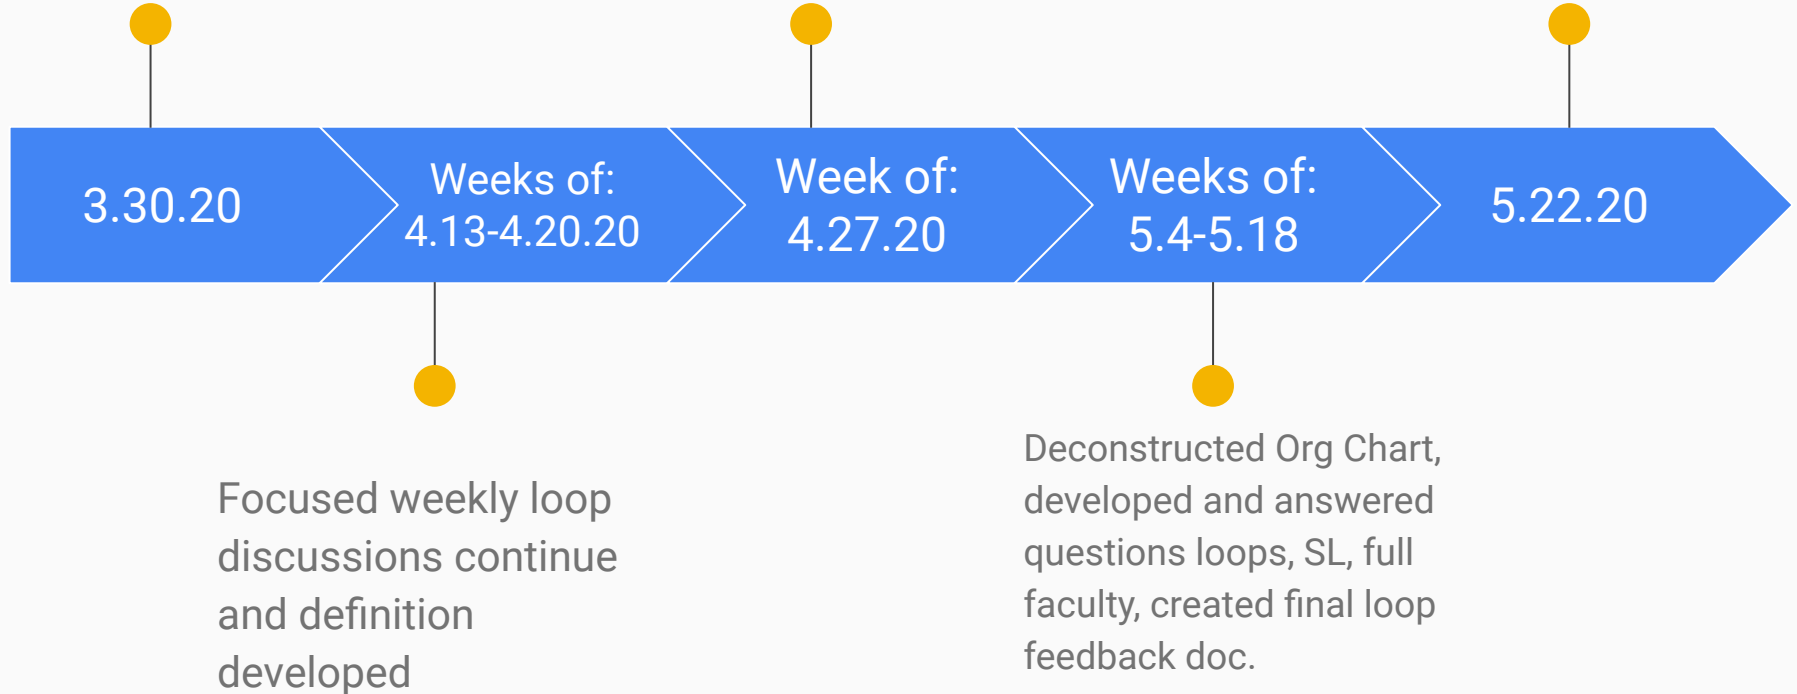 3.30.20
Weeks of:
4.13-4.20.20
Week of:
4.27.20
Weeks of:
5.4-5.18
5.22.20
Focused weekly loop
discussions continue
and definition
developed
Deconstructed Org Chart,
developed and answered
questions loops, SL, full
faculty, created final loop
feedback doc.